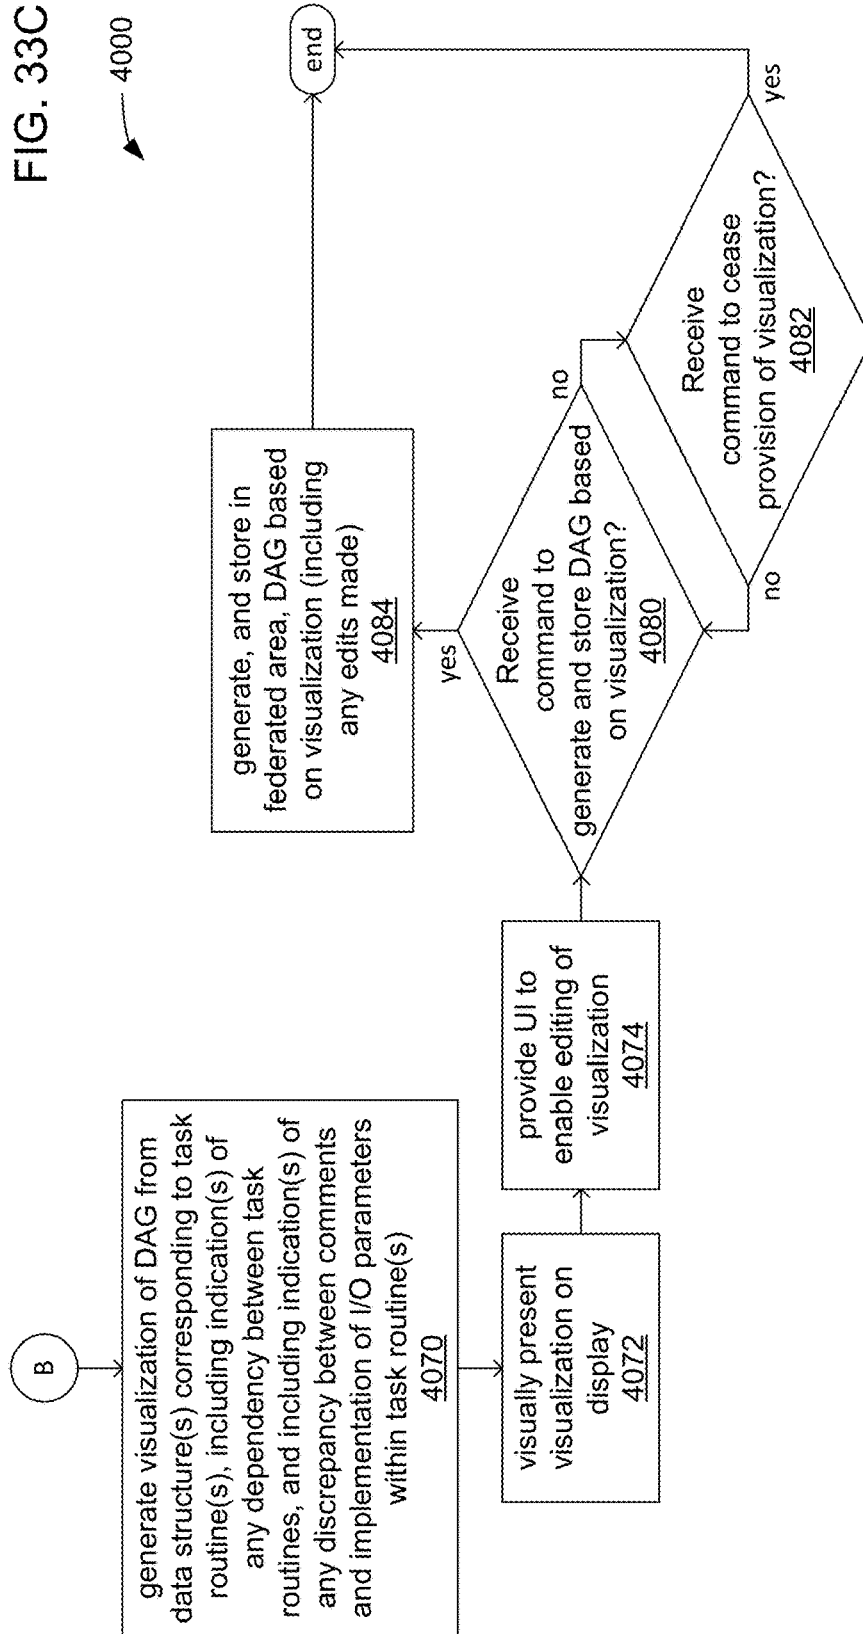 FIG. 33C
4000
B
generate visualization of DAG from
data structure(s) corresponding to task
routine(s), including indication(s) of
any dependency between task
routines, and including indication(s) of
any discrepancy between comments
and implementation of I/O parameters
within task routine(s)
4070
visually present
visualization on
display
4072
provide UI to
enable editing of
visualization
4074
Receive
command to
generate and store DAG based
on visualization?
4080
yes
no
generate, and store in
federated area, DAG based
on visualization (including
any edits made)
4084
Receive
command to cease
provision of visualization?
4082
no
yes
end